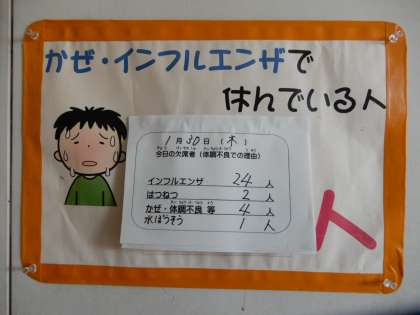 かぜ・インフルエンザで
休んでいる人
1月30日(木)
今日の欠席者(体調不良での理由)
インフルエンザ 24人
はつねつ 2人
かぜ・体調不良 等 4人
水ぼうそう 1人
人